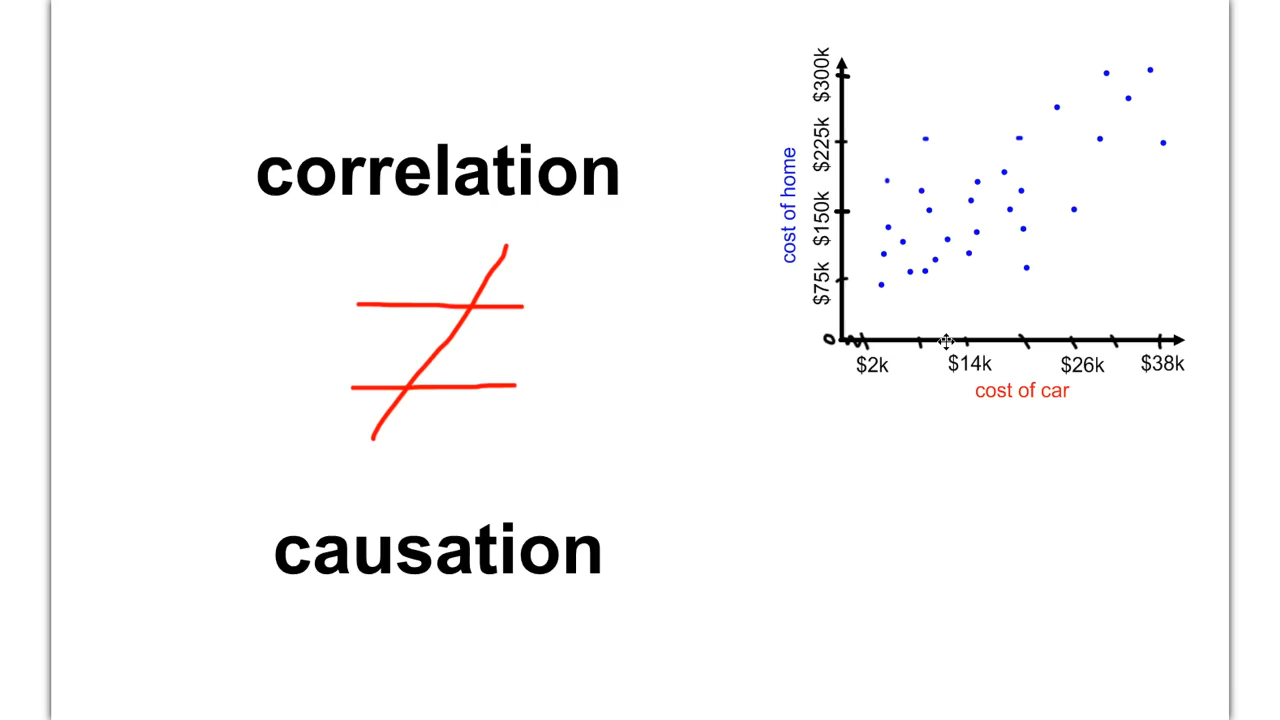 correlation
≠
causation
$300k
$225k
$150k
$75k
0
cost of home
$2k
$14k
$26k
$38k
cost of car